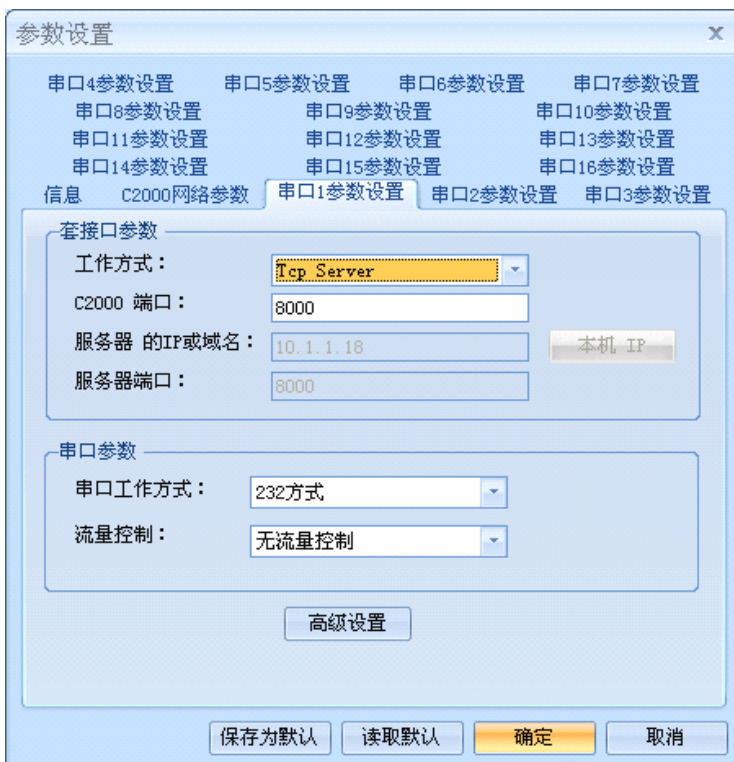 参数设置 x
串口4参数设置 串口5参数设置 串口6参数设置 串口7参数设置
串口8参数设置 串口9参数设置 串口10参数设置
串口11参数设置 串口12参数设置 串口13参数设置
串口14参数设置 串口15参数设置 串口16参数设置
信息 C2000网络参数 串口1参数设置 串口2参数设置 串口3参数设置
套接口参数
工作方式： Tcp Server
C2000 端口： 8000
服务器 的IP或域名： 10.1.1.18 本机 IP
服务器端口： 8000
串口参数
串口工作方式： 232方式
流量控制： 无流量控制
高级设置
保存为默认 读取默认 确定 取消